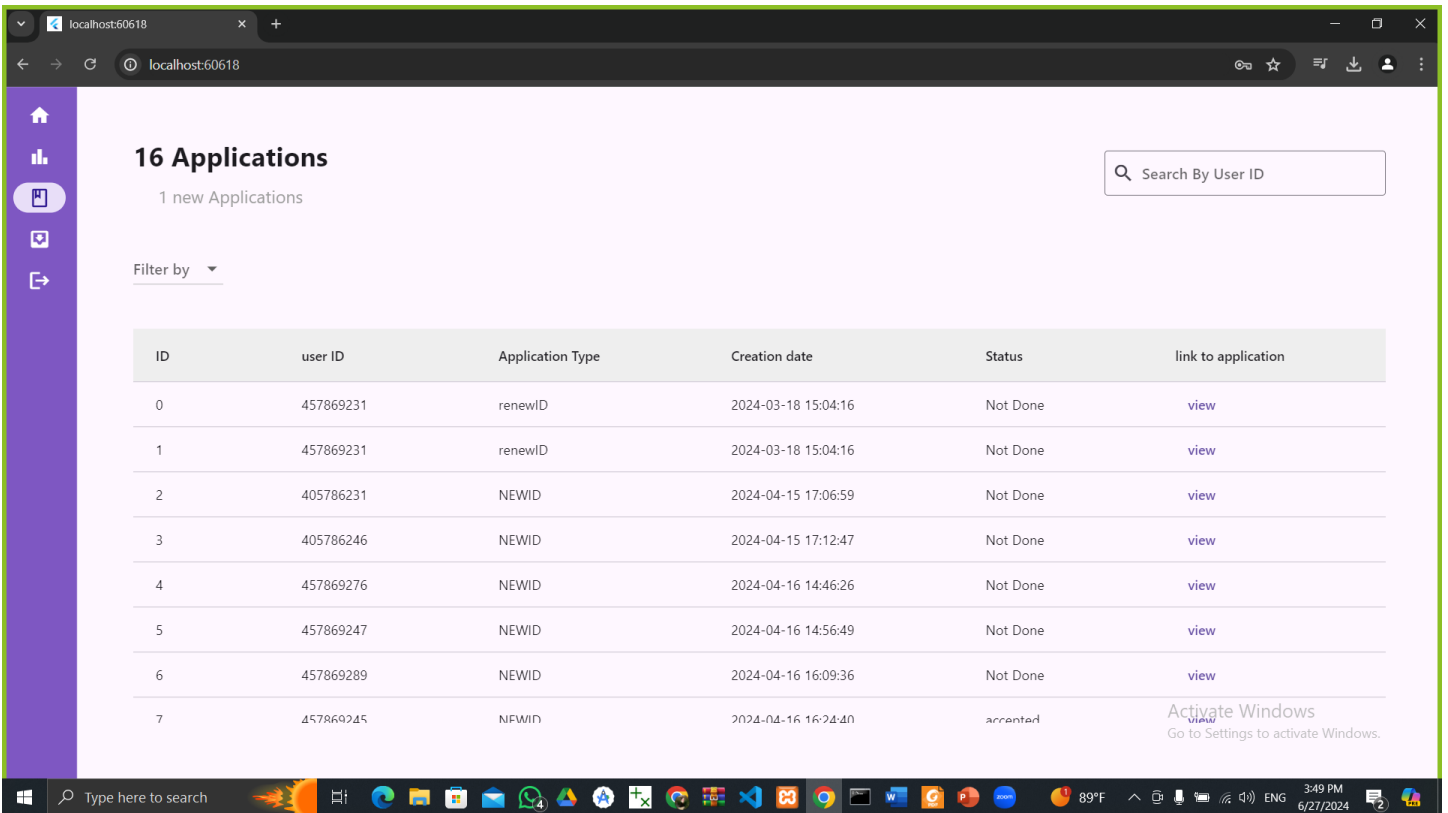 localhost:60618
localhost:60618
16 Applications
1 new Applications
Search By User ID
Filter by
ID user ID Application Type Creation date Status link to application
0 457869231 renewID 2024-03-18 15:04:16 Not Done view
1 457869231 renewID 2024-03-18 15:04:16 Not Done view
2 405786231 NEWID 2024-04-15 17:06:59 Not Done view
3 405786246 NEWID 2024-04-15 17:12:47 Not Done view
4 457869276 NEWID 2024-04-16 14:46:26 Not Done view
5 457869247 NEWID 2024-04-16 14:56:49 Not Done view
6 457869289 NEWID 2024-04-16 16:09:36 Not Done view
7 457869245 NEWID 2024-04-16 16:24:40 accepted view
Activate Windows
Go to Settings to activate Windows.
Type here to search 4 W P zoom 1 89°F ENG 3:49 PM 2
6/27/2024